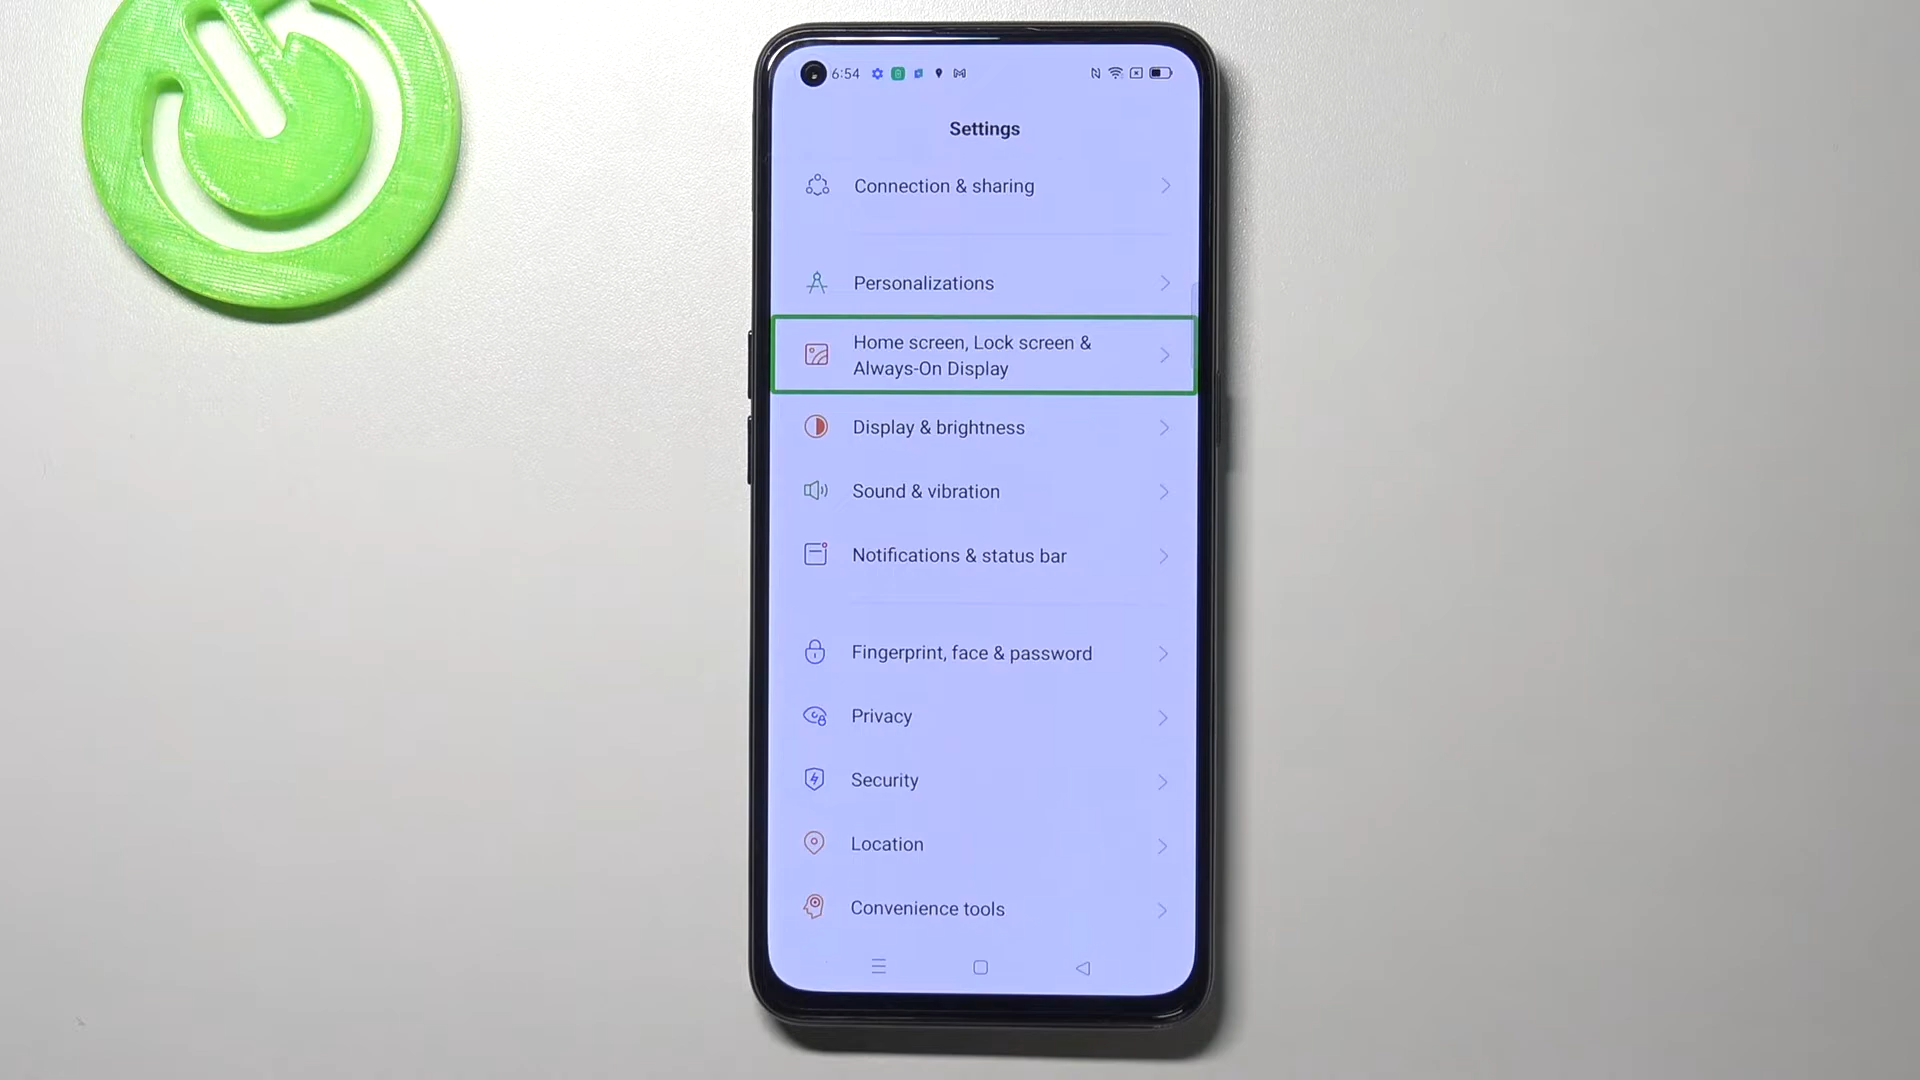 6:54
Settings
Connection & sharing
Personalizations
Home screen, Lock screen &
Always-On Display
Display & brightness
Sound & vibration
Notifications & status bar
Fingerprint, face & password
Privacy
Security
Location
Convenience tools